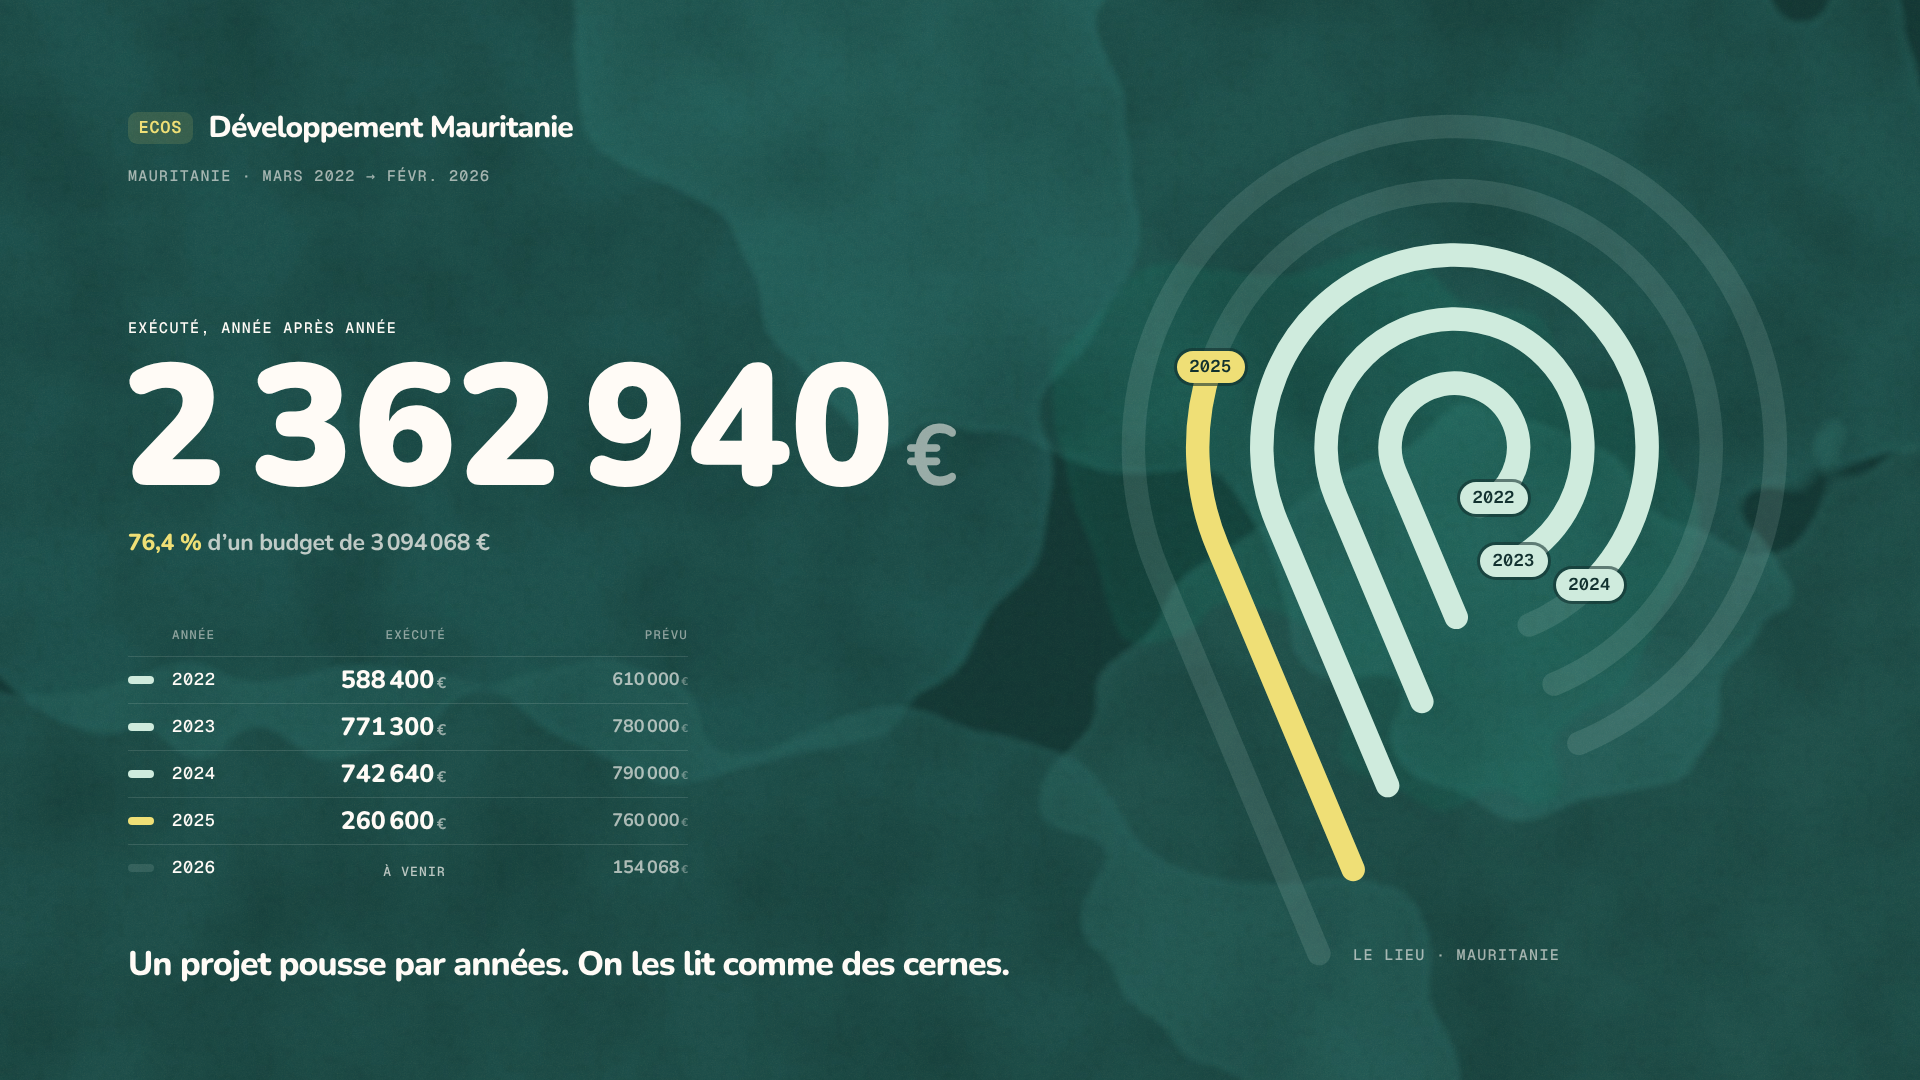 ECOS Développement Mauritanie
MAURITANIE · MARS 2022 → FÉVR. 2026
EXÉCUTÉ, ANNÉE APRÈS ANNÉE
2 362 940 €
76,4 % d’un budget de 3 094 068 €
ANNÉE EXÉCUTÉ PRÉVU
2022 588 400 € 610 000 €
2023 771 300 € 780 000 €
2024 742 640 € 790 000 €
2025 260 600 € 760 000 €
2026 À VENIR 154 068 €
Un projet pousse par années. On les lit comme des cernes.
2025
2022
2023
2024
LE LIEU · MAURITANIE